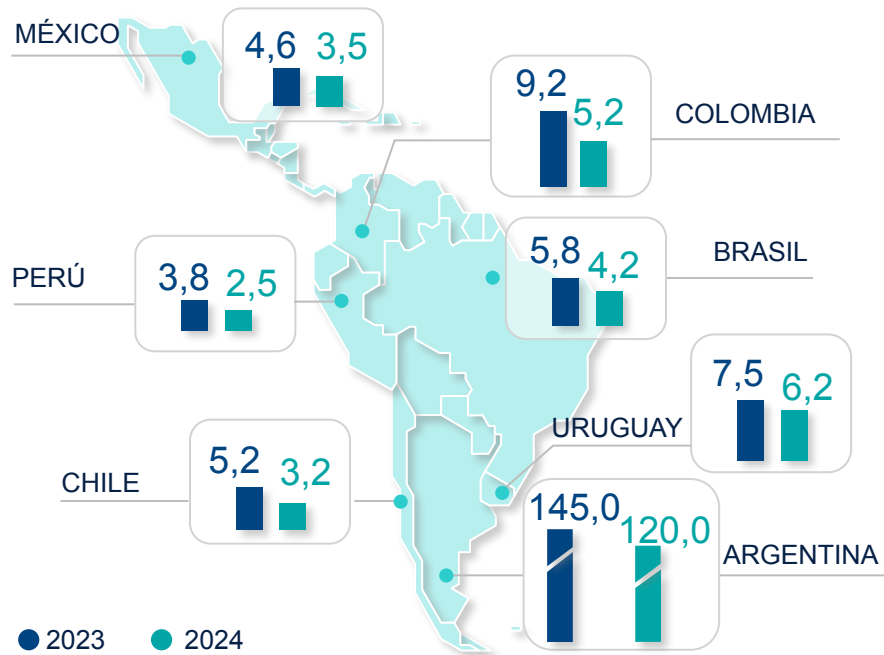 MÉXICO
4,6 3,5
9,2 5,2
COLOMBIA
PERÚ
3,8 2,5
5,8 4,2
BRASIL
7,5 6,2
URUGUAY
CHILE
5,2 3,2
145,0 120,0
ARGENTINA
2023 2024